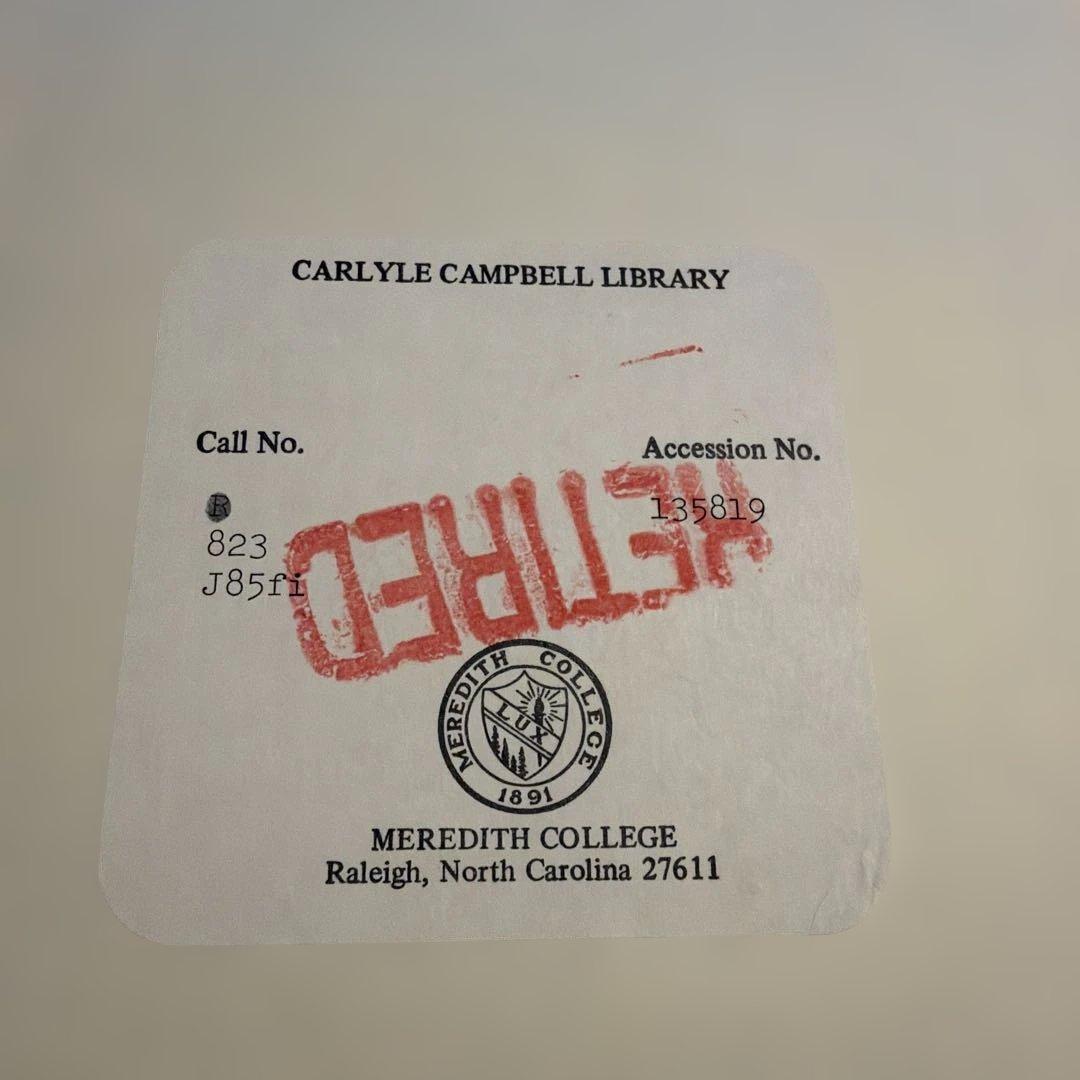 CARLYLE CAMPBELL LIBRARY
Call No. Accession No.
R 135819
823
J85fi
RETIRED
MEREDITH COLLEGE
LUX
1891
MEREDITH COLLEGE
Raleigh, North Carolina 27611